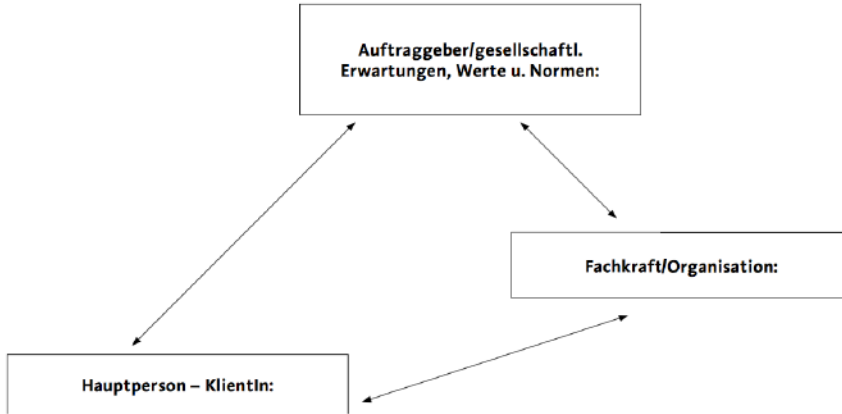 Auftraggeber/gesellschaftl.
Erwartungen, Werte u. Normen:
Fachkraft/Organisation:
Hauptperson – KlientIn: